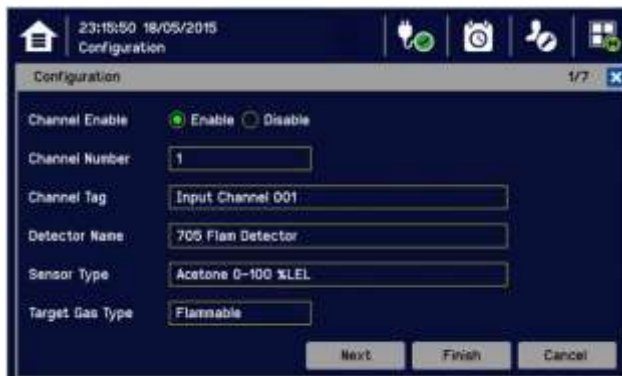 23:15:50 18/05/2015
Configuration
Configuration 1/7
Channel Enable Enable Disable
Channel Number 1
Channel Tag Input Channel 001
Detector Name 705 Flam Detector
Sensor Type Acetone 0-100 %LEL
Target Gas Type Flammable
Next Finish Cancel